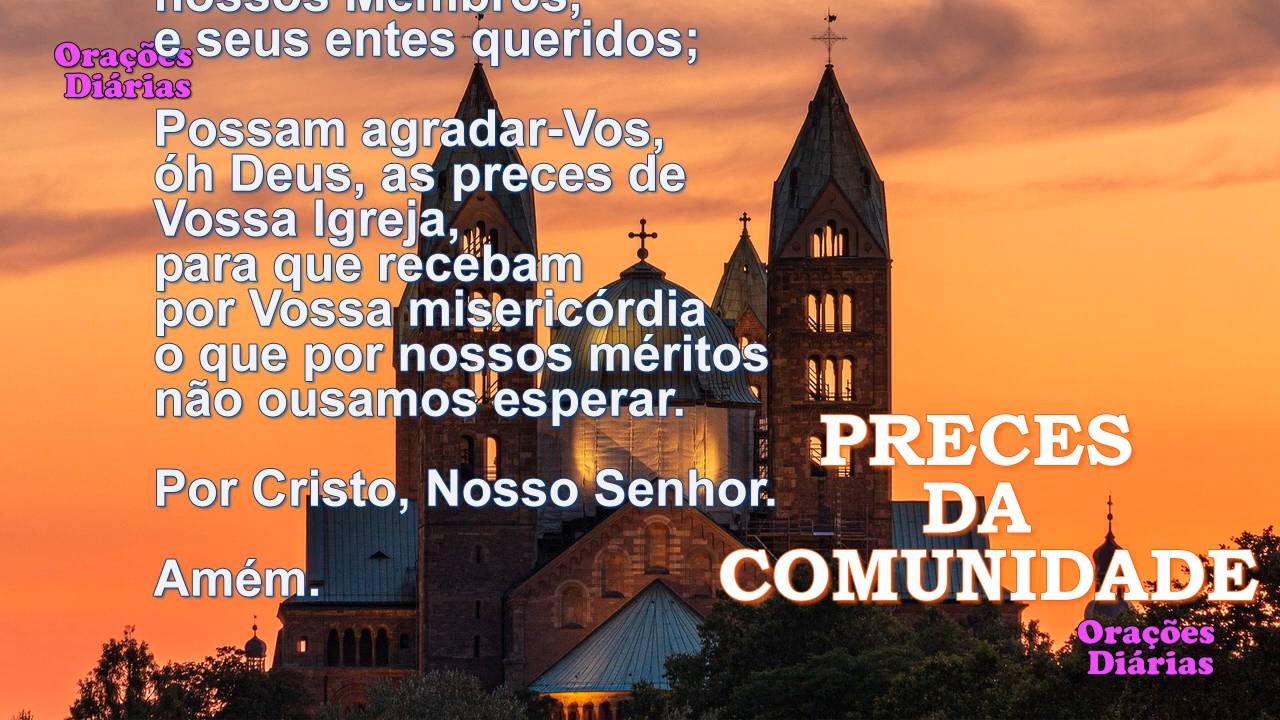 nossos Membros,
e seus entes queridos;
Orações
Diárias
Possam agradar-Vos,
óh Deus, as preces de
Vossa Igreja,
para que recebam
por Vossa misericórdia
o que por nossos méritos
não ousamos esperar.
Por Cristo, Nosso Senhor.
Amém.
PRECES
DA
COMUNIDADE
Orações
Diárias